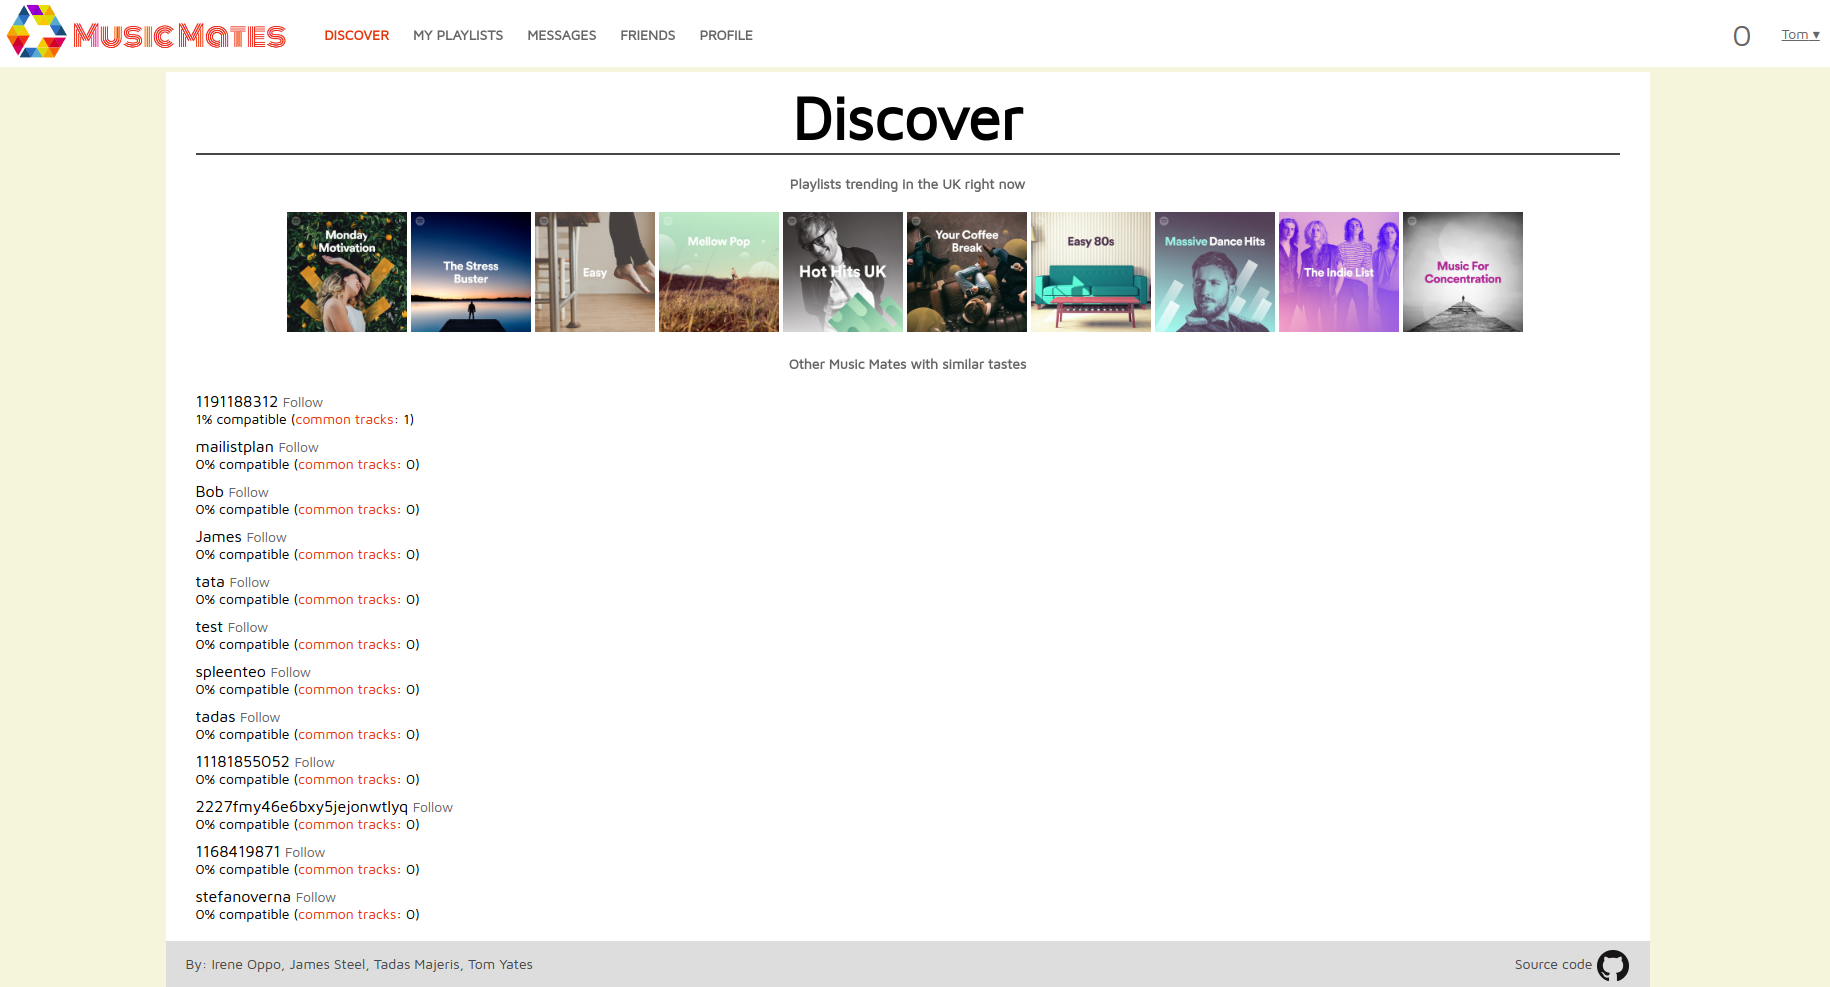 Music Mates
DISCOVER MY PLAYLISTS MESSAGES FRIENDS PROFILE 0 Tom ▾
Discover
Playlists trending in the UK right now
Monday
Motivation
The Stress
Buster
Easy
Mellow Pop
Hot Hits UK
Your Coffee
Break
Easy 80s
Massive Dance Hits
The Indie List
Music For
Concentration
Other Music Mates with similar tastes
1191188312 Follow
1% compatible (common tracks: 1)
mailistplan Follow
0% compatible (common tracks: 0)
Bob Follow
0% compatible (common tracks: 0)
James Follow
0% compatible (common tracks: 0)
tata Follow
0% compatible (common tracks: 0)
test Follow
0% compatible (common tracks: 0)
spleenteo Follow
0% compatible (common tracks: 0)
tadas Follow
0% compatible (common tracks: 0)
11181855052 Follow
0% compatible (common tracks: 0)
2227fmy46e6bxy5jejonwtlyq Follow
0% compatible (common tracks: 0)
1168419871 Follow
0% compatible (common tracks: 0)
stefanoverna Follow
0% compatible (common tracks: 0)
By: Irene Oppo, James Steel, Tadas Majeris, Tom Yates
Source code